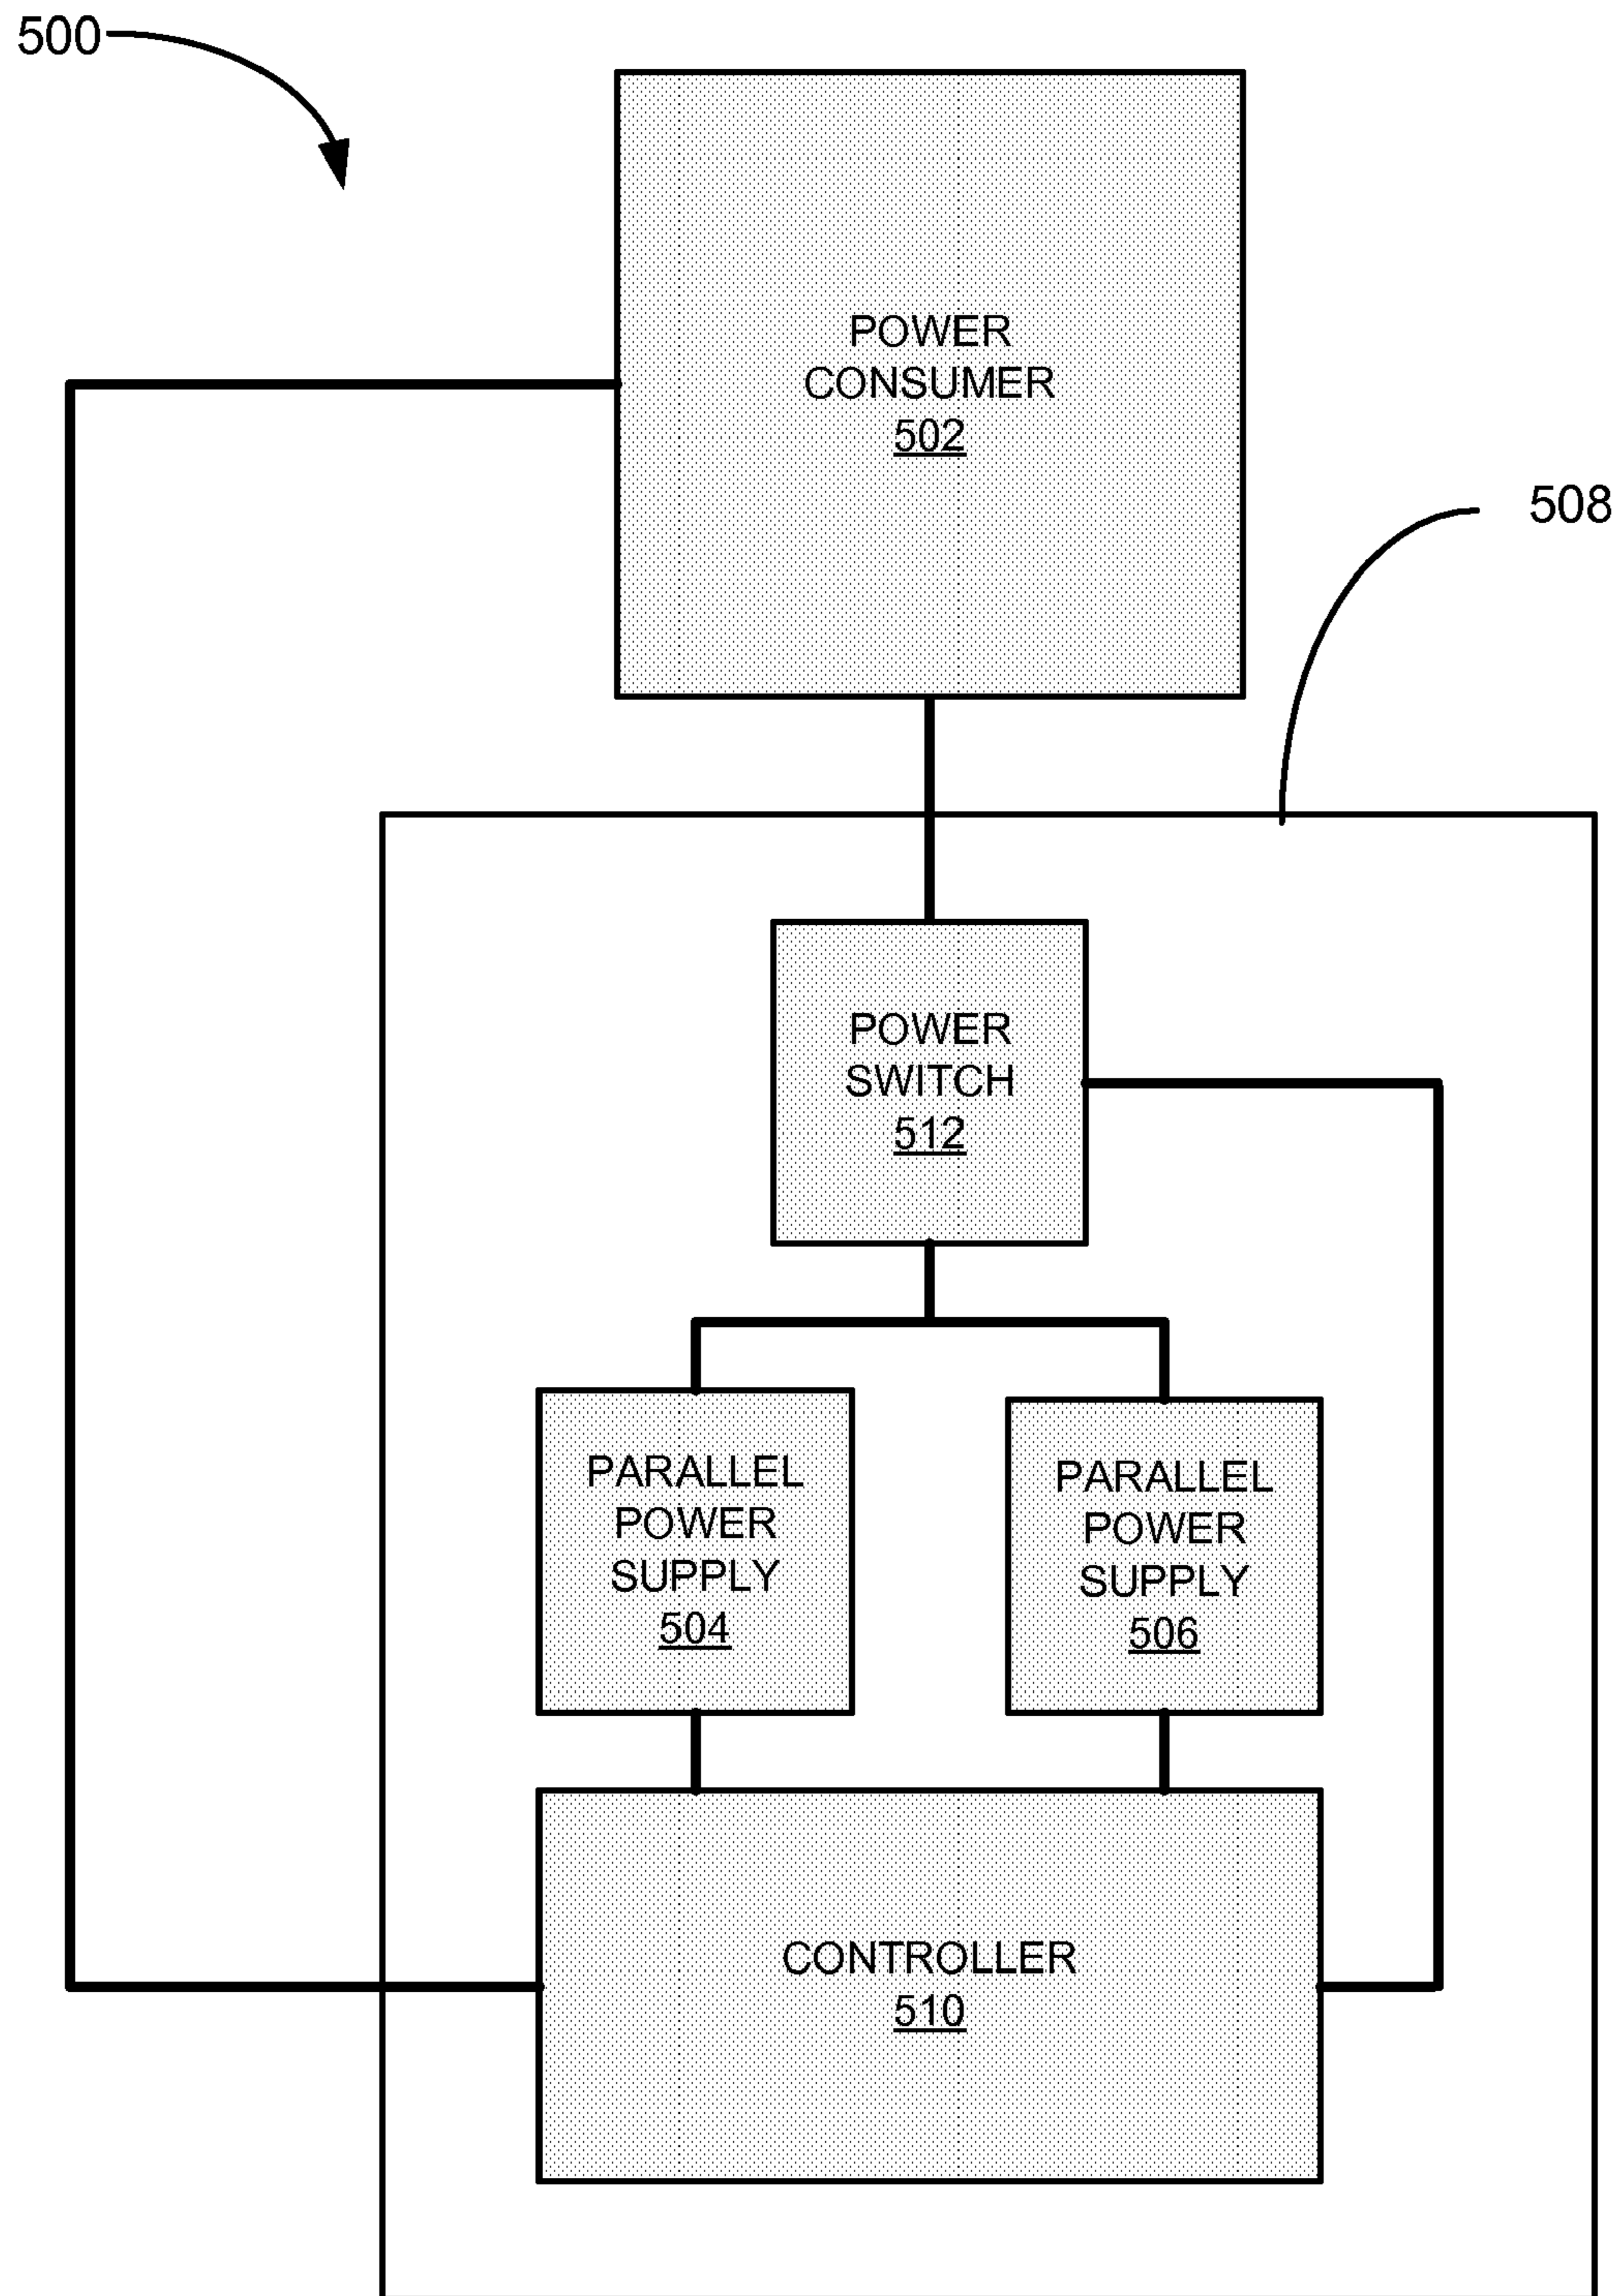 500
POWER
CONSUMER
502
508
POWER
SWITCH
512
PARALLEL
POWER
SUPPLY
504
PARALLEL
POWER
SUPPLY
506
CONTROLLER
510